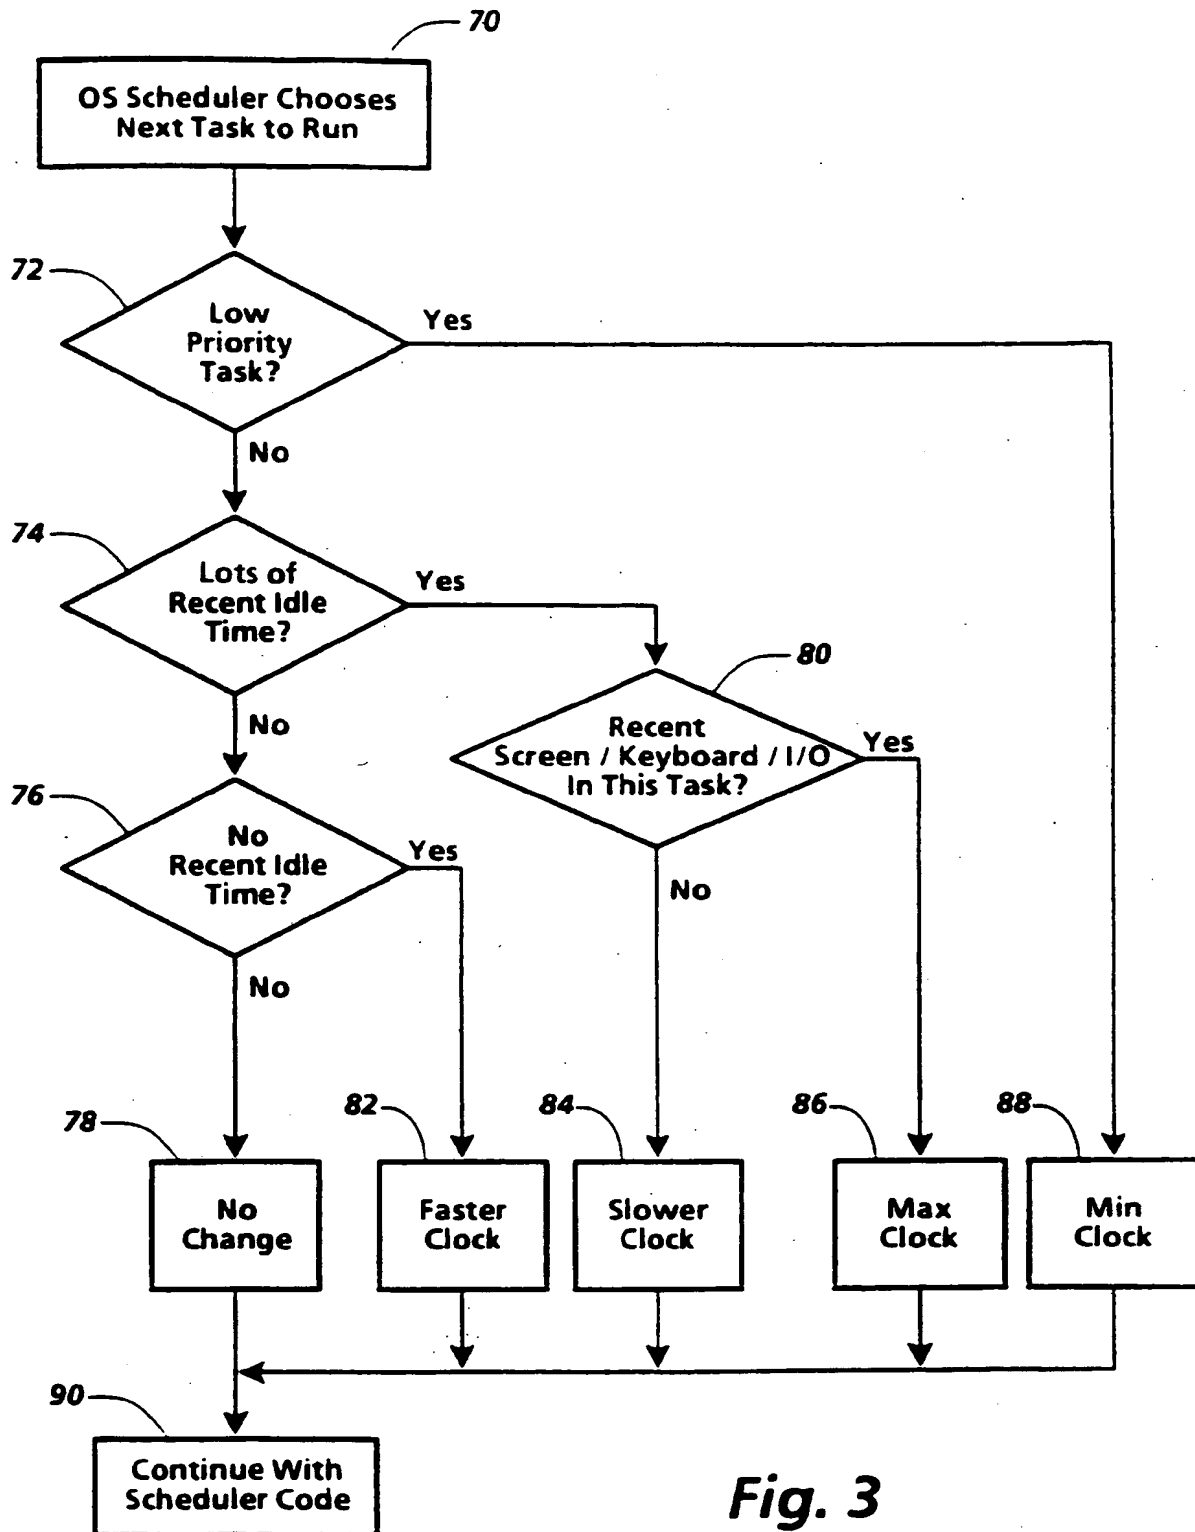 70
OS Scheduler Chooses
Next Task to Run
72
Low
Priority
Task?
Yes
No
74
Lots of
Recent Idle
Time?
Yes
No
80
Recent
Screen / Keyboard / I/O
In This Task?
Yes
No
76
No
Recent Idle
Time?
Yes
No
78
No
Change
82
Faster
Clock
84
Slower
Clock
86
Max
Clock
88
Min
Clock
90
Continue With
Scheduler Code
Fig. 3